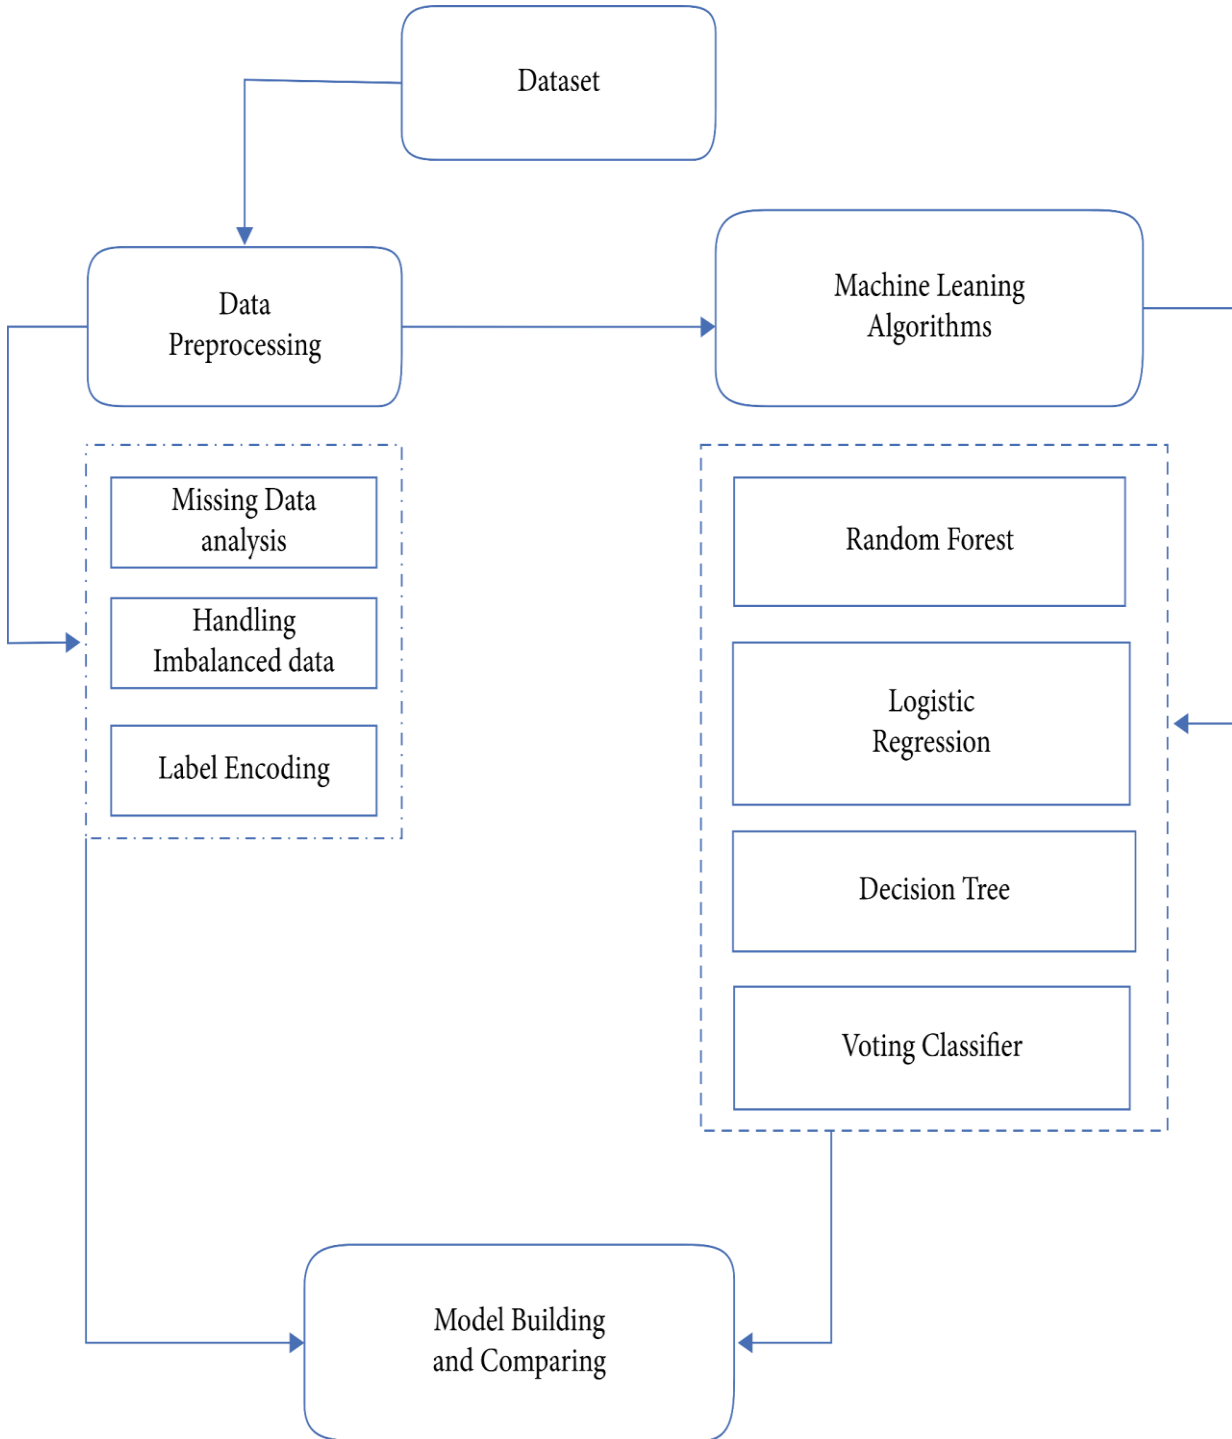 Dataset
Data
Preprocessing
Machine Leaning
Algorithms
Missing Data
analysis
Handling
Imbalanced data
Label Encoding
Random Forest
Logistic
Regression
Decision Tree
Voting Classifier
Model Building
and Comparing